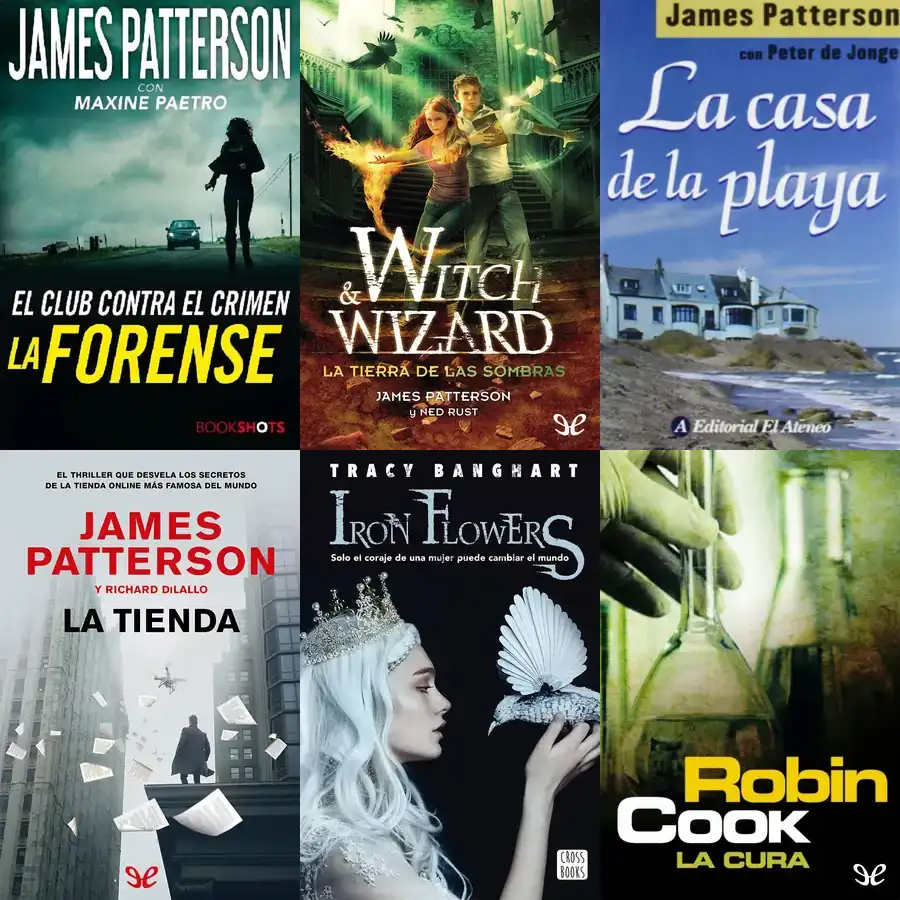 JAMES PATTERSON
CON
MAXINE PAETRO
EL CLUB CONTRA EL CRIMEN
LA FORENSE
BOOKSHOTS
WITCH
& WIZARD
LA TIERRA DE LAS SOMBRAS
JAMES PATTERSON
y NED RUST
James Patterson
con Peter de Jonge
La casa
de la playa
A Editorial El Ateneo
EL THRILLER QUE DESVELA LOS SECRETOS
DE LA TIENDA ONLINE MÁS FAMOSA DEL MUNDO
JAMES
PATTERSON
Y RICHARD DiLALLO
LA TIENDA
TRACY BANGHART
IRON FLOWERS
Solo el coraje de una mujer puede cambiar el mundo
CROSS
BOOKS
Robin
Cook
LA CURA